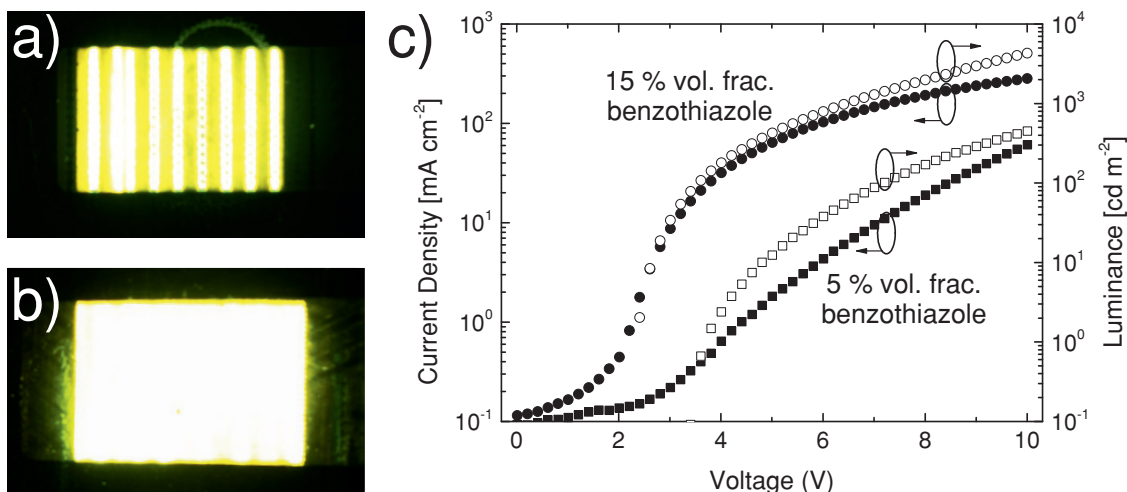 a)
b)
c)
15 % vol. frac.
benzothiazole
5 % vol. frac.
benzothiazole
Current Density [mA cm⁻²]
10³
10²
10¹
10⁰
10⁻¹
Luminance [cd m⁻²]
10⁴
10³
10²
10¹
10⁰
10⁻¹
0 2 4 6 8 10
Voltage (V)